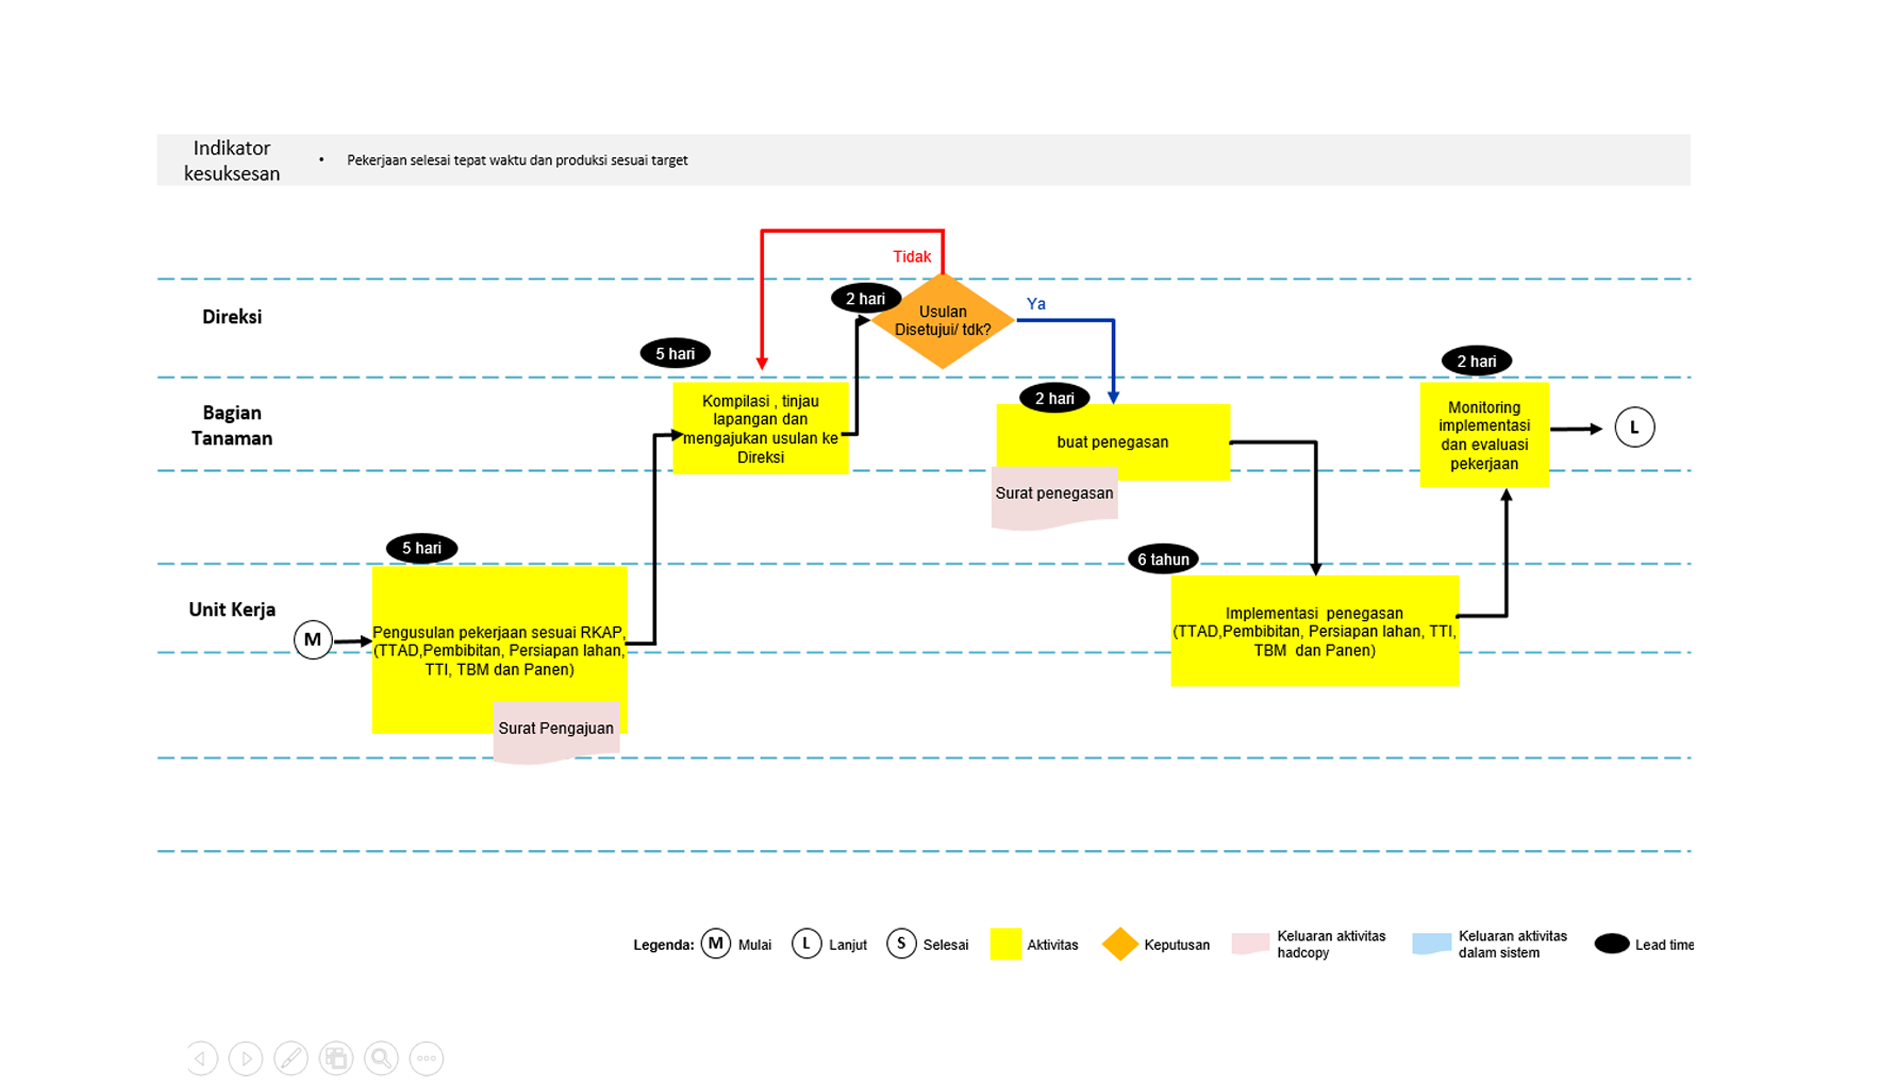 Indikator
kesuksesan
• Pekerjaan selesai tepat waktu dan produksi sesuai target
Tidak
Direksi
2 hari
Usulan
Disetujui/ tdk?
Ya
5 hari
2 hari
Bagian
Tanaman
Kompilasi , tinjau
lapangan dan
mengajukan usulan ke
Direksi
2 hari
buat penegasan
Surat penegasan
Monitoring
implementasi
dan evaluasi
pekerjaan
L
5 hari
6 tahun
Unit Kerja
M
Pengusulan pekerjaan sesuai RKAP,
(TTAD,Pembibitan, Persiapan lahan,
TTI, TBM dan Panen)
Surat Pengajuan
Implementasi penegasan
(TTAD,Pembibitan, Persiapan lahan, TTI,
TBM dan Panen)
Legenda: M Mulai L Lanjut S Selesai Aktivitas Keputusan
Keluaran aktivitas
hadcopy
Keluaran aktivitas
dalam sistem
Lead time